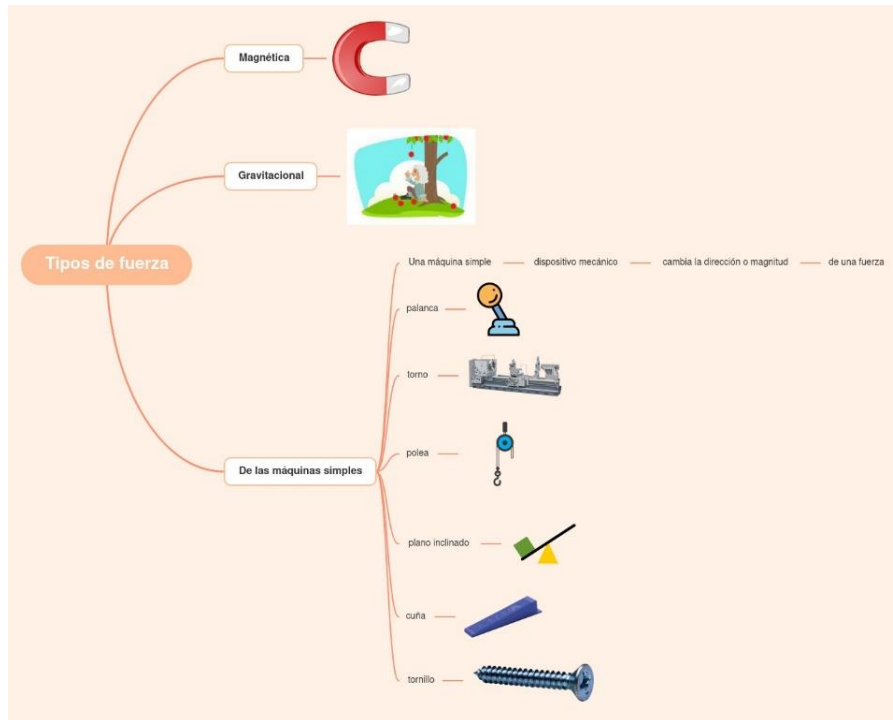 Magnética
Gravitacional
Tipos de fuerza
Una máquina simple
dispositivo mecánico
cambia la dirección o magnitud
de una fuerza
palanca
torno
polea
De las máquinas simples
plano inclinado
cuña
tornillo